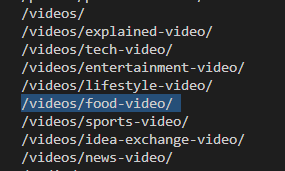 /videos/
/videos/explained-video/
/videos/tech-video/
/videos/entertainment-video/
/videos/lifestyle-video/
/videos/food-video/
/videos/sports-video/
/videos/idea-exchange-video/
/videos/news-video/